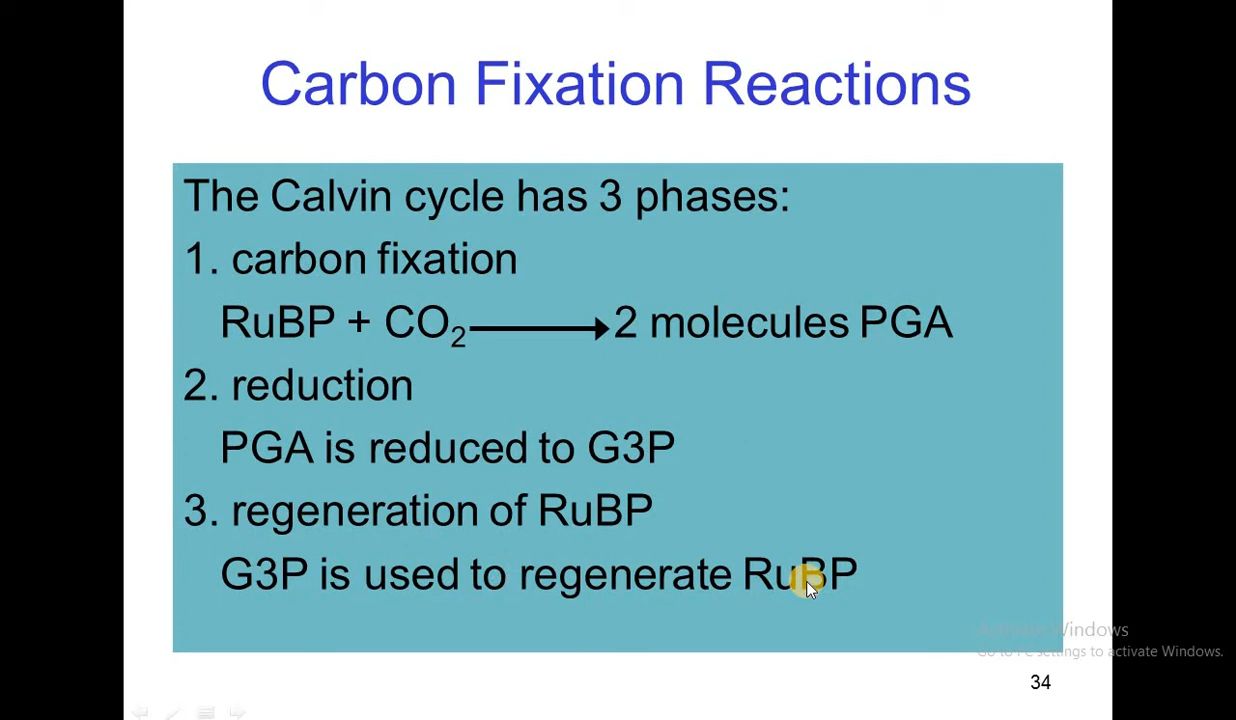 Carbon Fixation Reactions
The Calvin cycle has 3 phases:
1. carbon fixation
RuBP + CO₂ ⟶ 2 molecules PGA
2. reduction
PGA is reduced to G3P
3. regeneration of RuBP
G3P is used to regenerate RuBP
Activate Windows
Go to PC settings to activate Windows.
34